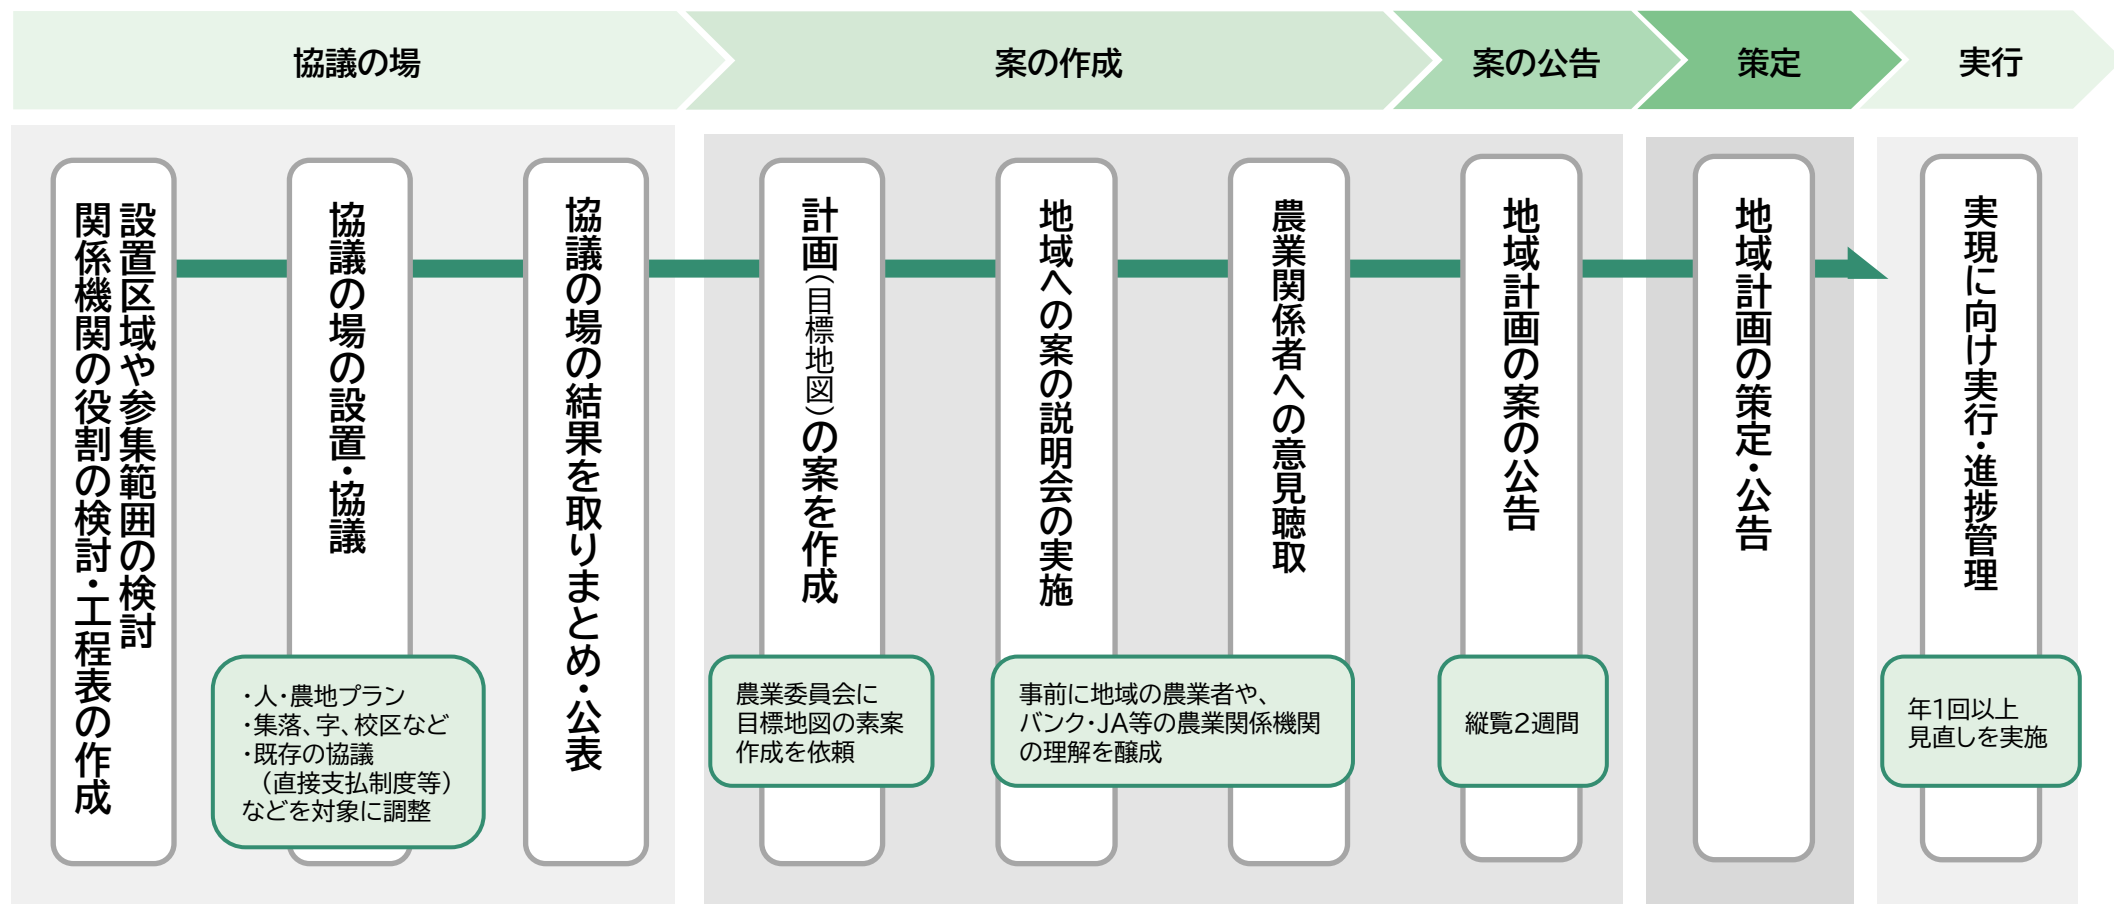 協議の場
案の作成
案の公告
策定
実行
設置区域や参集範囲の検討
関係機関の役割の検討・工程表の作成
協議の場の設置・協議
・人・農地プラン
・集落、字、校区など
・既存の協議
（直接支払制度等）
などを対象に調整
協議の場の結果を取りまとめ・公表
計画（目標地図）の案を作成
農業委員会に
目標地図の素案
作成を依頼
地域への案の説明会の実施
農業関係者への意見聴取
事前に地域の農業者や、
バンク・JA等の農業関係機関
の理解を醸成
地域計画の案の公告
縦覧2週間
地域計画の策定・公告
実現に向け実行・進捗管理
年1回以上
見直しを実施